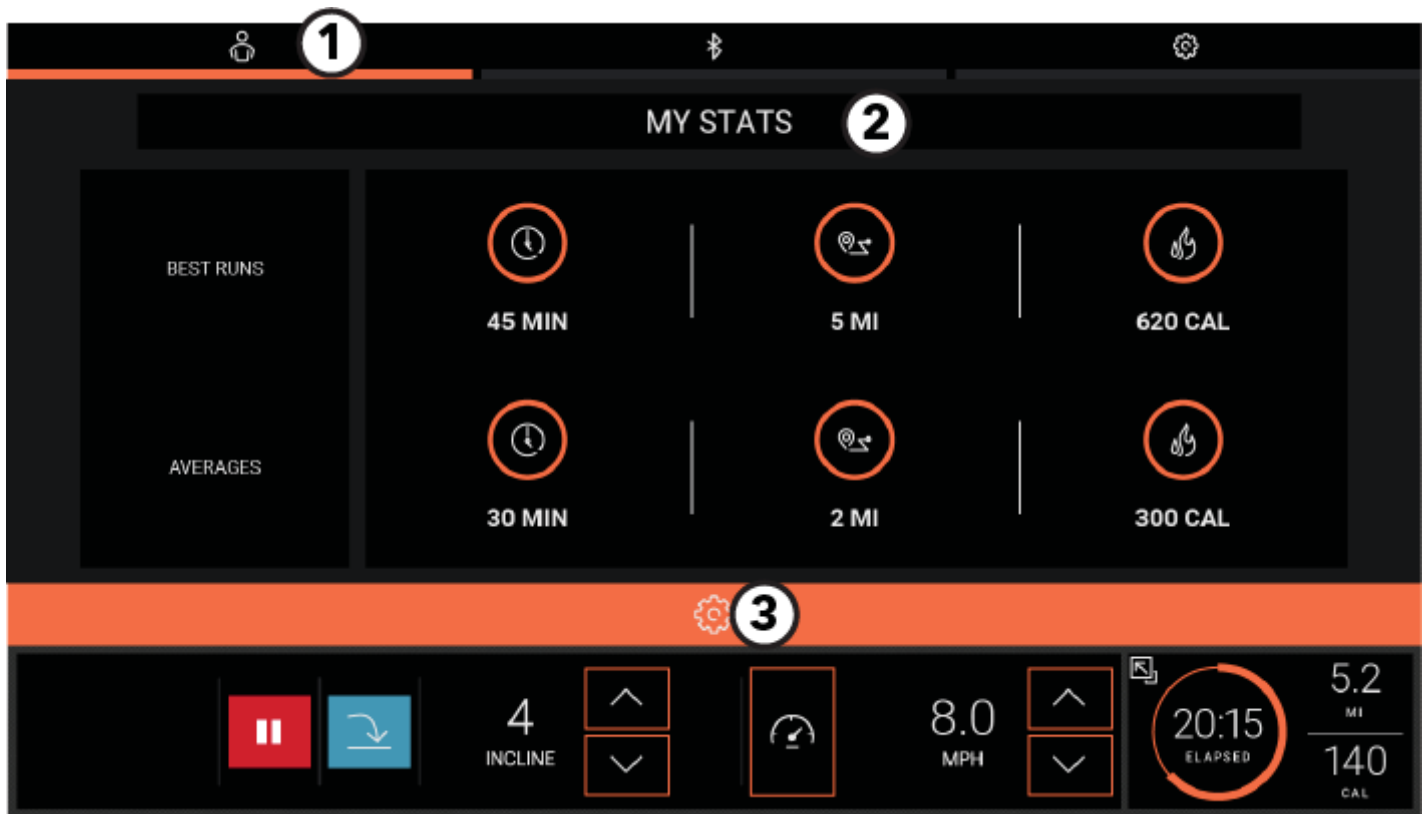 1
MY STATS 2
BEST RUNS
45 MIN
5 MI
620 CAL
AVERAGES
30 MIN
2 MI
300 CAL
3
4
INCLINE
8.0
MPH
20:15
ELAPSED
5.2
MI
140
CAL